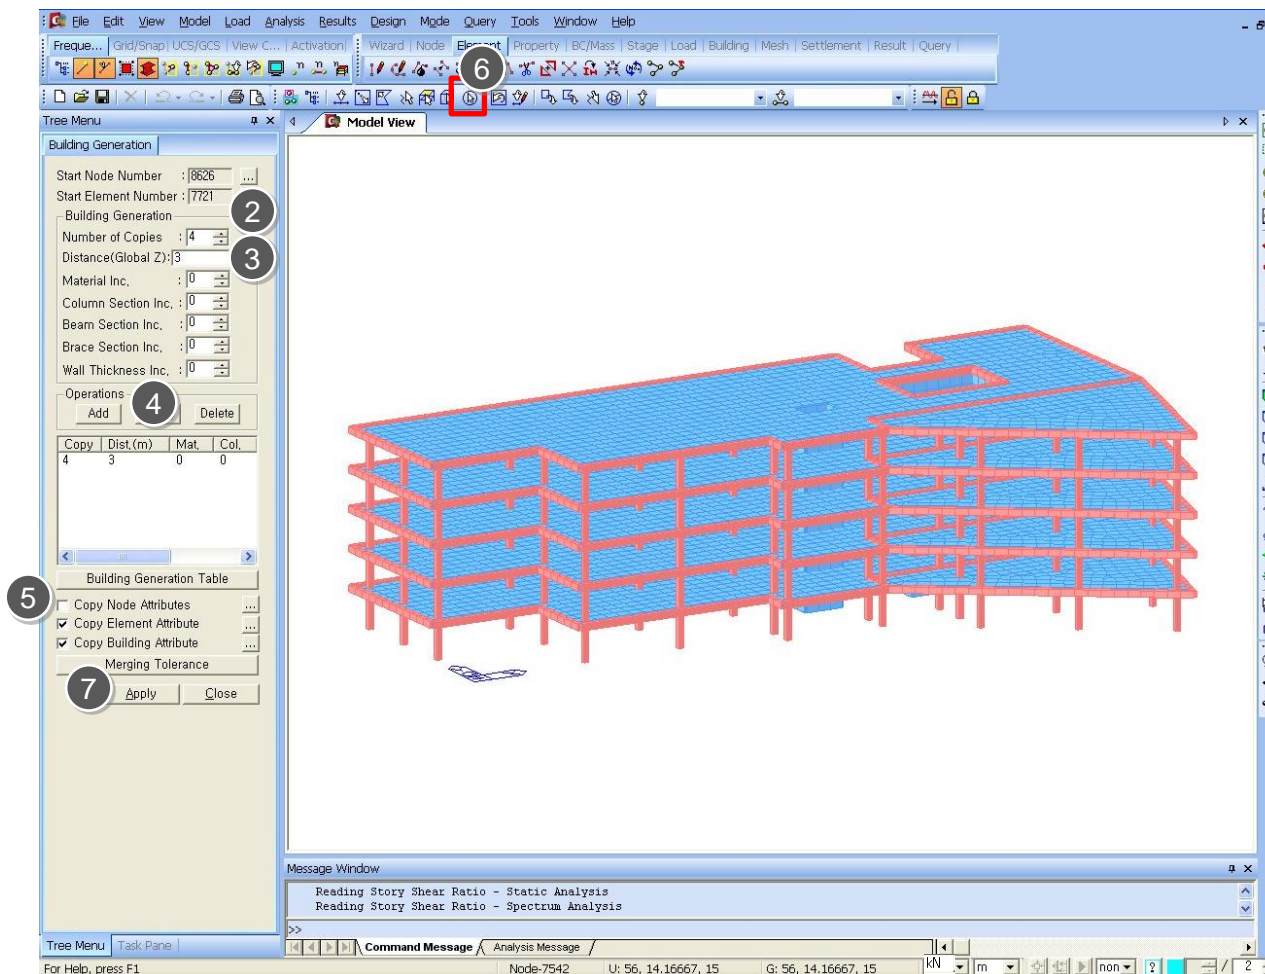 File Edit View Model Load Analysis Results Design Mode Query Tools Window Help
Freque... Grid/Snap UCS/GCS View C... Activation Wizard Node Element Property BC/Mass Stage Load Building Mesh Settlement Result Query
6
Tree Menu
Model View
Building Generation
Start Node Number : 8626 ...
Start Element Number : 7721
2
Building Generation
Number of Copies : 4
Distance(Global Z): 3
3
Material Inc. : 0
Column Section Inc. : 0
Beam Section Inc. : 0
Brace Section Inc. : 0
Wall Thickness Inc. : 0
Operations
4
Add Delete
Copy Dist.(m) Mat. Col.
4 3 0 0
Building Generation Table
5
Copy Node Attributes ...
Copy Element Attribute ...
Copy Building Attribute ...
Merging Tolerance
7
Apply Close
Message Window
Reading Story Shear Ratio - Static Analysis
Reading Story Shear Ratio - Spectrum Analysis
>>
Tree Menu Task Pane
Command Message Analysis Message
For Help, press F1 Node-7542 U: 56, 14.16667, 15 G: 56, 14.16667, 15 kN m non ? / 2